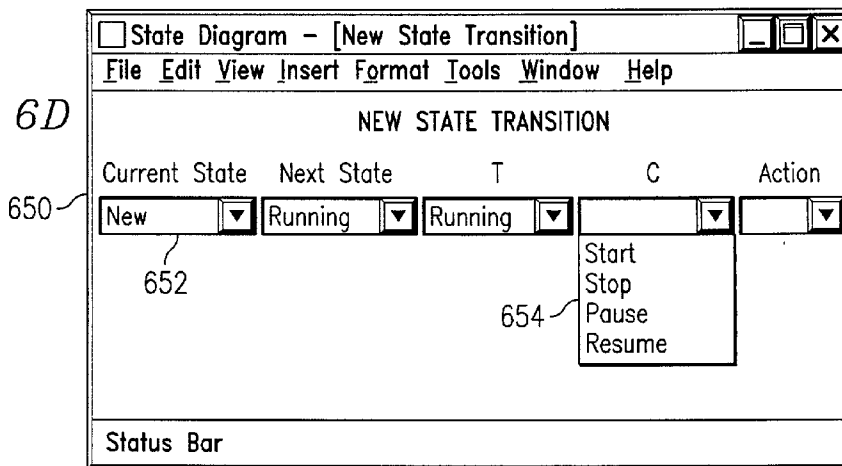 State Diagram - [New State Transition]
File Edit View Insert Format Tools Window Help
6D
NEW STATE TRANSITION
Current State Next State T C Action
650
New Running Running
652
Start
Stop
654
Pause
Resume
Status Bar